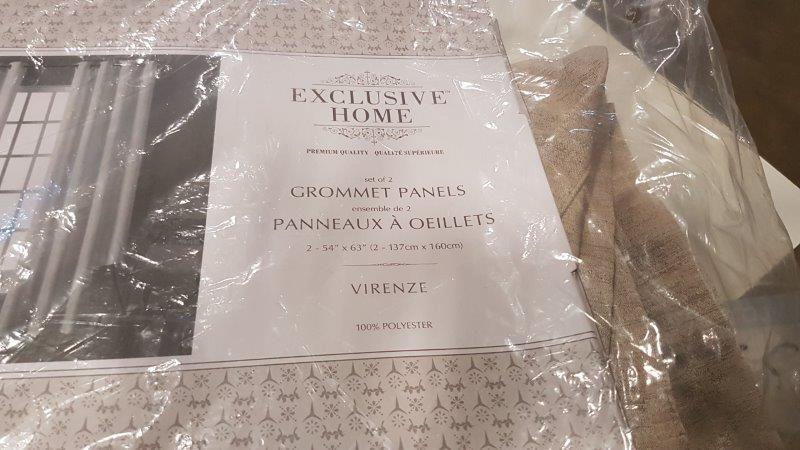 EXCLUSIVE™
HOME
PREMIUM QUALITY · QUALITÉ SUPÉRIEURE
set of 2
GROMMET PANELS
ensemble de 2
PANNEAUX À OEILLETS
2 - 54" x 63" (2 - 137cm x 160cm)
VIRENZE
100% POLYESTER